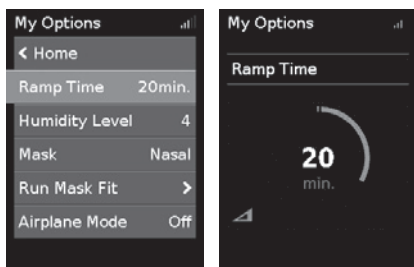 My Options
< Home
Ramp Time 20min.
Humidity Level 4
Mask Nasal
Run Mask Fit >
Airplane Mode Off
My Options
Ramp Time
20
min.